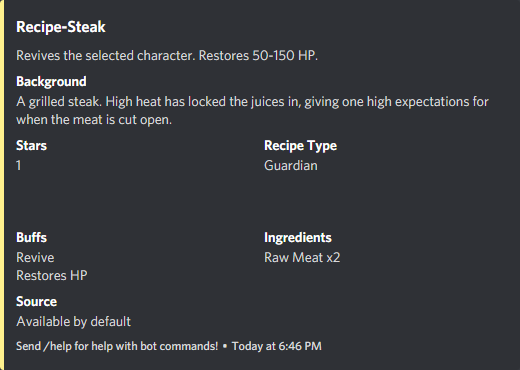 Recipe-Steak
Revives the selected character. Restores 50-150 HP.
Background
A grilled steak. High heat has locked the juices in, giving one high expectations for
when the meat is cut open.
Stars
Recipe Type
1
Guardian
Buffs
Ingredients
Revive
Raw Meat x2
Restores HP
Source
Available by default
Send /help for help with bot commands! • Today at 6:46 PM